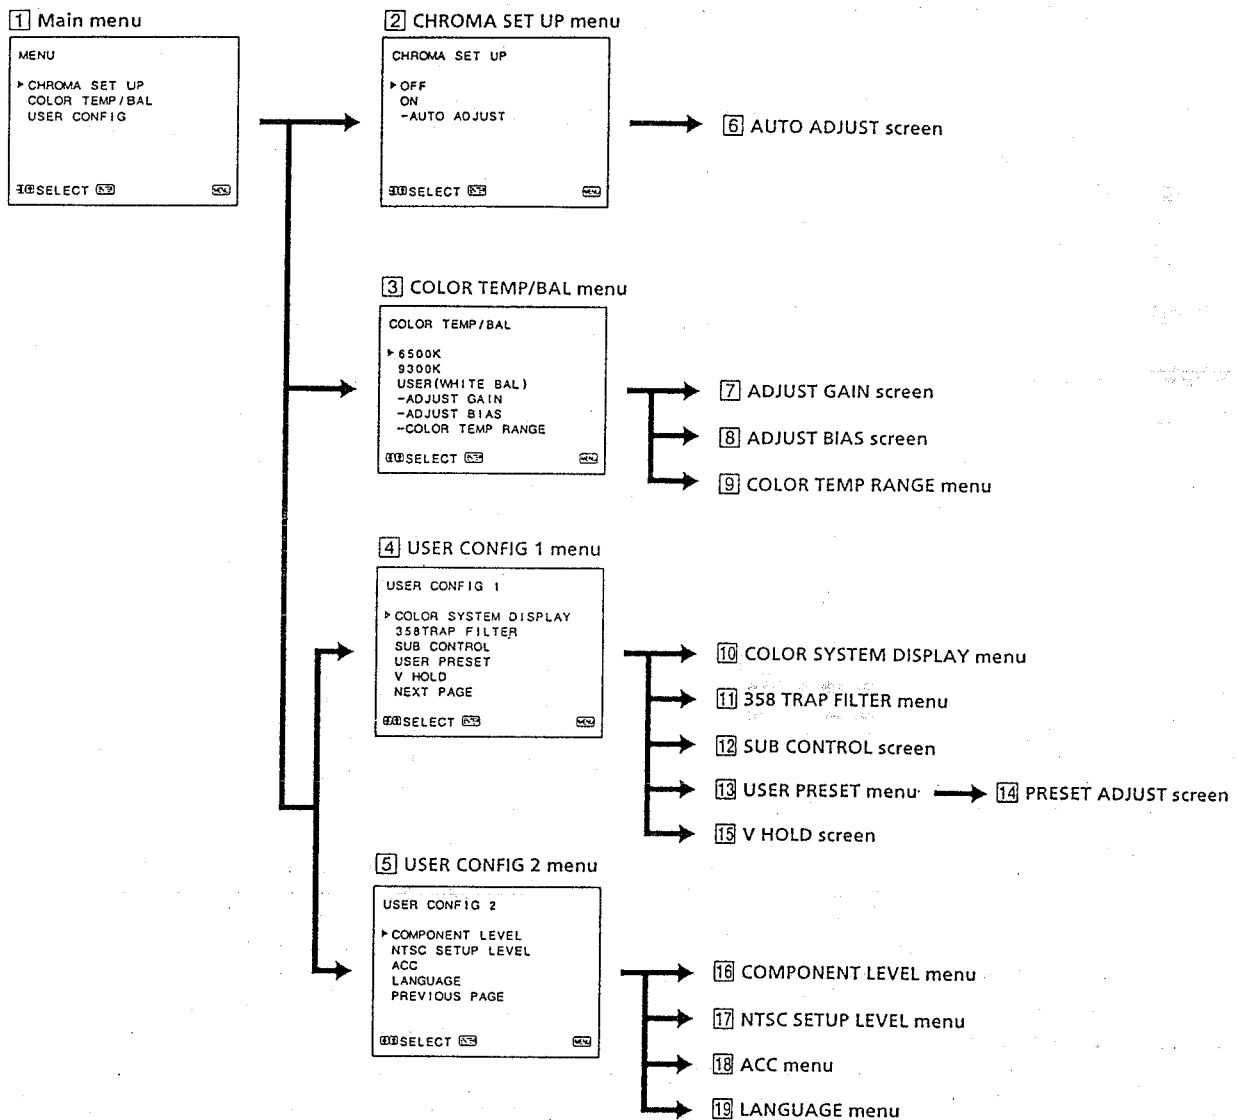 1 Main menu
MENU
CHROMA SET UP
COLOR TEMP/BAL
USER CONFIG
SELECT
MENU
2 CHROMA SET UP menu
CHROMA SET UP
OFF
ON
-AUTO ADJUST
SELECT
MENU
6 AUTO ADJUST screen
3 COLOR TEMP/BAL menu
COLOR TEMP/BAL
6500K
9300K
USER(WHITE BAL)
-ADJUST GAIN
-ADJUST BIAS
-COLOR TEMP RANGE
SELECT
MENU
7 ADJUST GAIN screen
8 ADJUST BIAS screen
9 COLOR TEMP RANGE menu
4 USER CONFIG 1 menu
USER CONFIG 1
COLOR SYSTEM DISPLAY
358TRAP FILTER
SUB CONTROL
USER PRESET
V HOLD
NEXT PAGE
SELECT
MENU
10 COLOR SYSTEM DISPLAY menu
11 358 TRAP FILTER menu
12 SUB CONTROL screen
13 USER PRESET menu
14 PRESET ADJUST screen
15 V HOLD screen
5 USER CONFIG 2 menu
USER CONFIG 2
COMPONENT LEVEL
NTSC SETUP LEVEL
ACC
LANGUAGE
PREVIOUS PAGE
SELECT
MENU
16 COMPONENT LEVEL menu
17 NTSC SETUP LEVEL menu
18 ACC menu
19 LANGUAGE menu